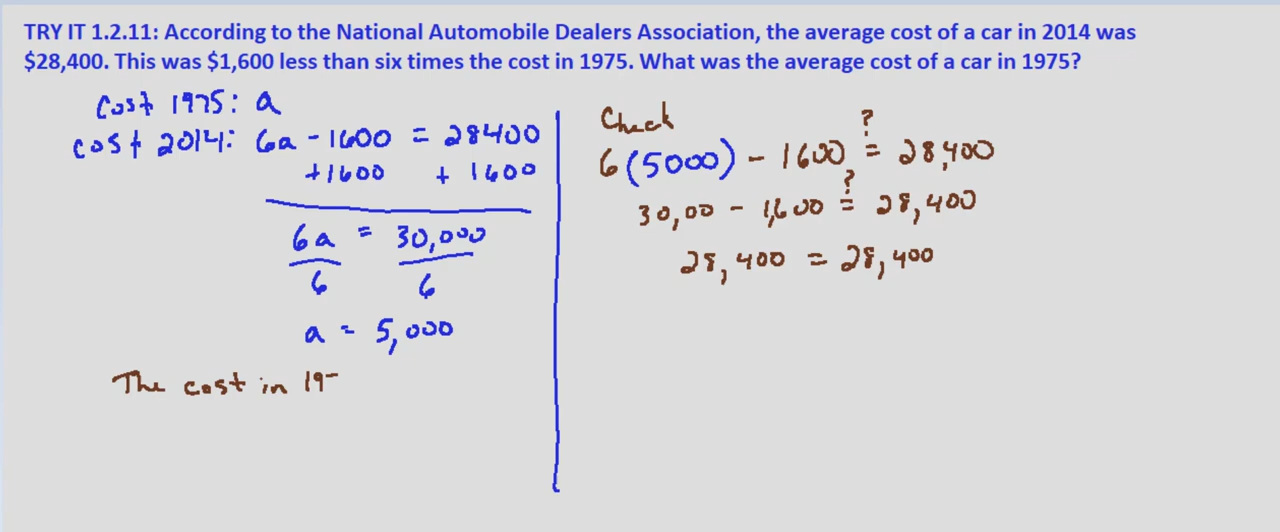 TRY IT 1.2.11: According to the National Automobile Dealers Association, the average cost of a car in 2014 was
$28,400. This was $1,600 less than six times the cost in 1975. What was the average cost of a car in 1975?
Cost 1975: a
cost 2014: 6a - 1600 = 28400
+1600 + 1600
6a = 30,000
6 6
a = 5,000
The cost in 19-
Check
?
6(5000) - 1600 = 28,400
?
30,00 - 1,600 = 28,400
28,400 = 28,400